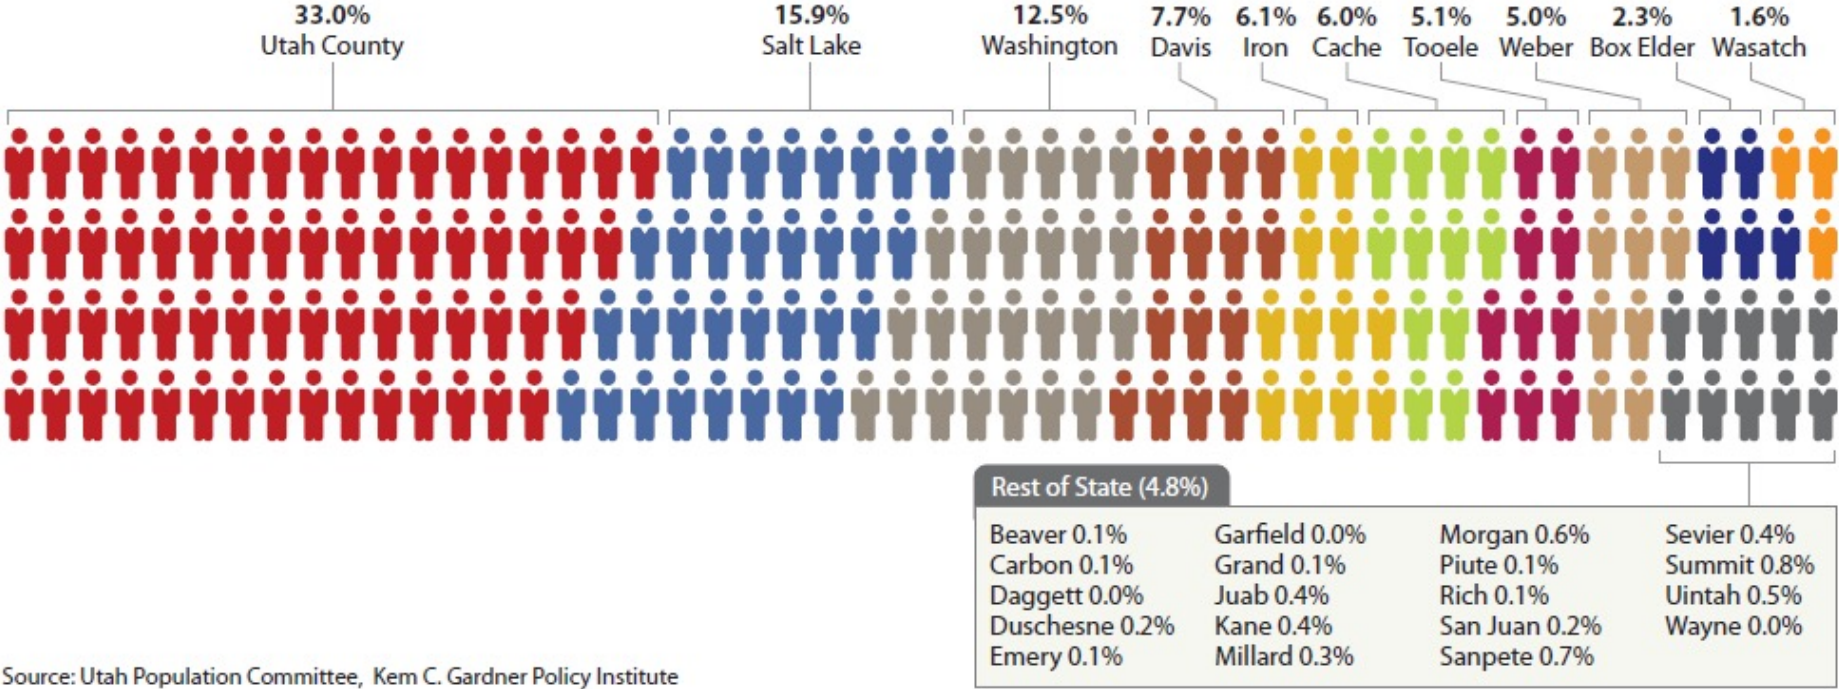 33.0%
Utah County
15.9%
Salt Lake
12.5%
Washington
7.7%
Davis
6.1%
Iron
6.0%
Cache
5.1%
Tooele
5.0%
Weber
2.3%
Box Elder
1.6%
Wasatch
Rest of State (4.8%)
Beaver 0.1%
Carbon 0.1%
Daggett 0.0%
Duschesne 0.2%
Emery 0.1%
Garfield 0.0%
Grand 0.1%
Juab 0.4%
Kane 0.4%
Millard 0.3%
Morgan 0.6%
Piute 0.1%
Rich 0.1%
San Juan 0.2%
Sanpete 0.7%
Sevier 0.4%
Summit 0.8%
Uintah 0.5%
Wayne 0.0%
Source: Utah Population Committee, Kem C. Gardner Policy Institute